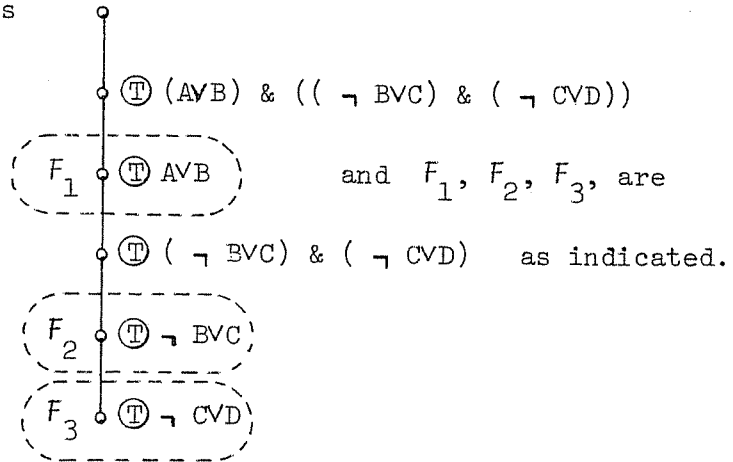 s
Ⓣ (A∨B) & (( ¬ B∨C) & ( ¬ C∨D))
F₁ Ⓣ A∨B and F₁, F₂, F₃, are
Ⓣ ( ¬ B∨C) & ( ¬ C∨D) as indicated.
F₂ Ⓣ ¬ B∨C
F₃ Ⓣ ¬ C∨D